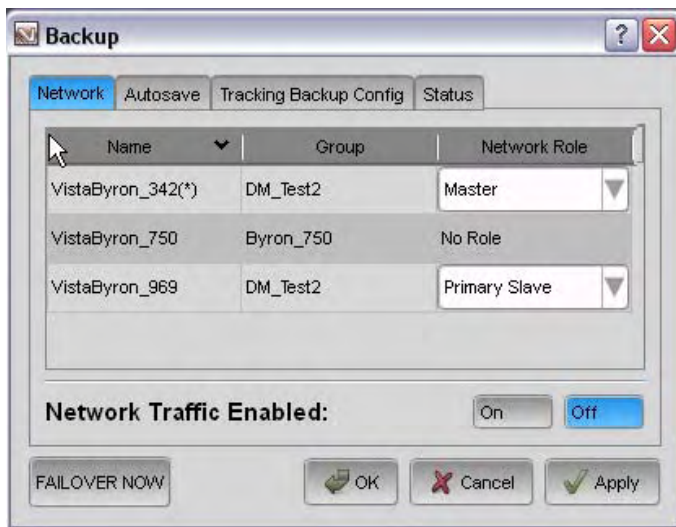 Backup
Network Autosave Tracking Backup Config Status
Name Group Network Role
VistaByron_342(*) DM_Test2 Master
VistaByron_750 Byron_750 No Role
VistaByron_969 DM_Test2 Primary Slave
Network Traffic Enabled: On Off
FAILOVER NOW OK Cancel Apply